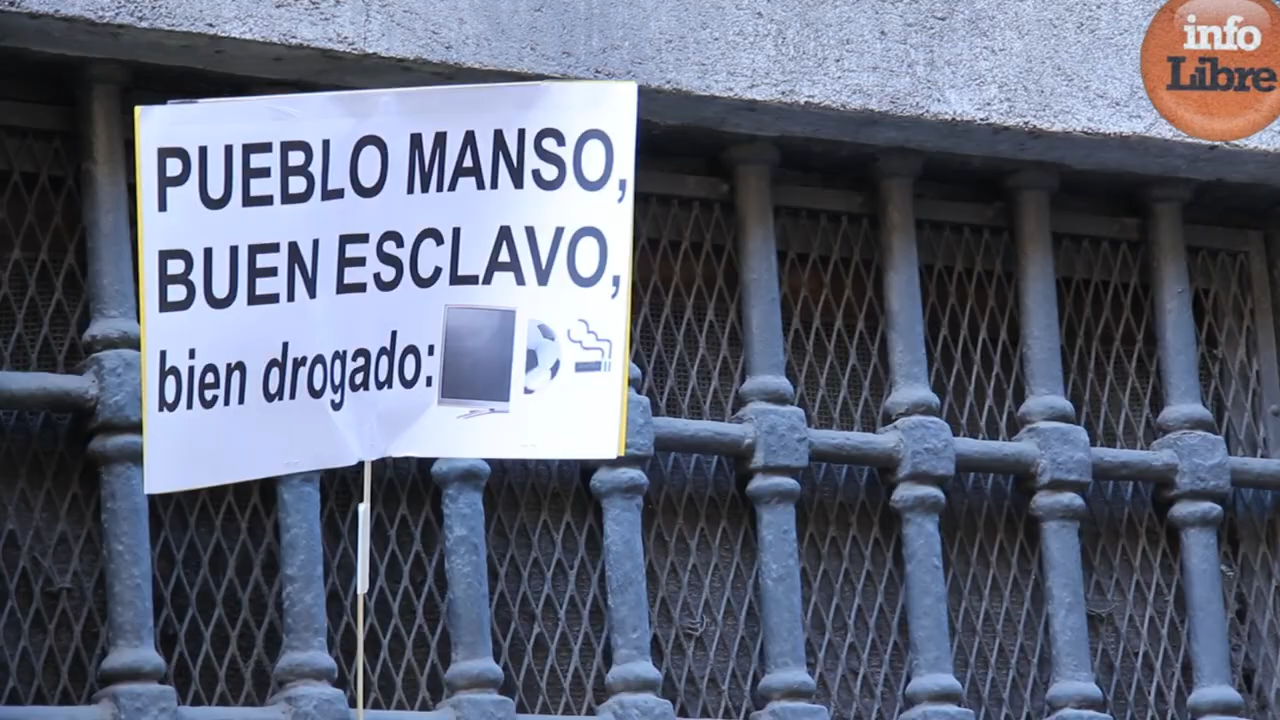 PUEBLO MANSO,
BUEN ESCLAVO,
bien drogado:
info
Libre